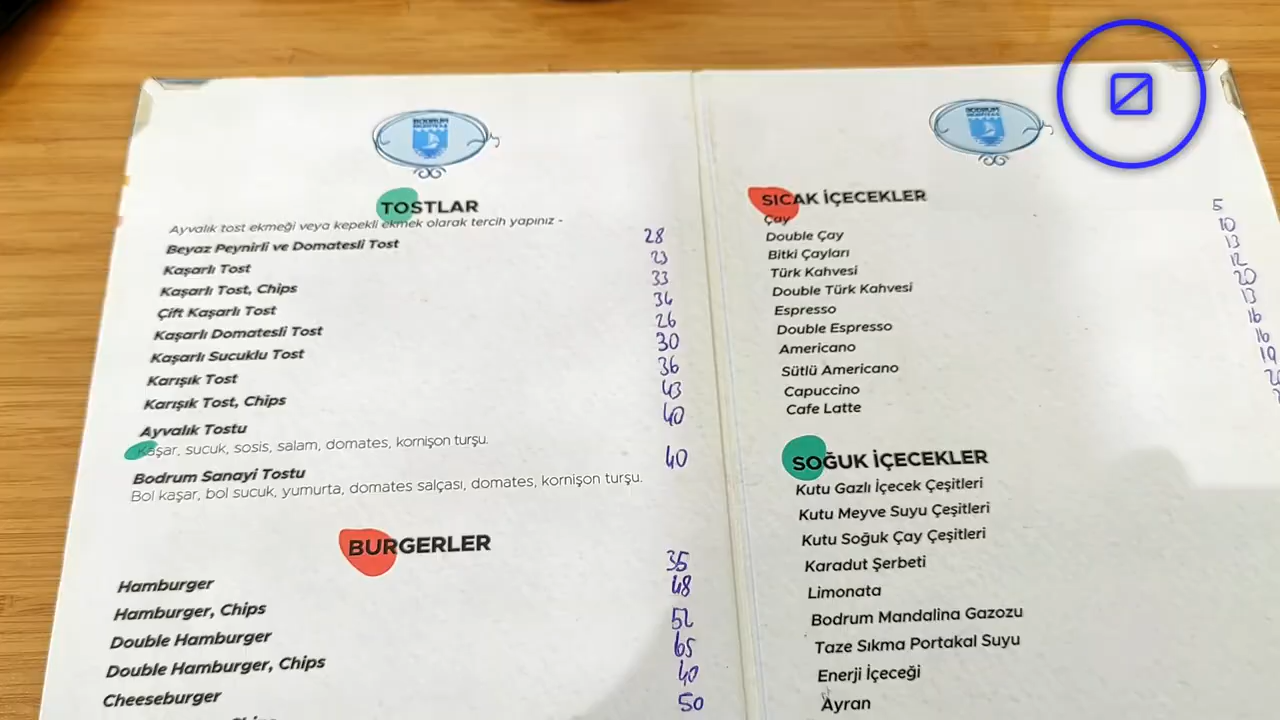 BODRUM
TOSTLAR
Ayvalık tost ekmeği veya kepekli ekmek olarak tercih yapınız -
Beyaz Peynirli ve Domatesli Tost 28
Kaşarlı Tost 23
Kaşarlı Tost, Chips 33
Çift Kaşarlı Tost
Kaşarlı Domatesli Tost 26
Kaşarlı Sucuklu Tost 30
Karışık Tost 36
Karışık Tost, Chips 43
Ayvalık Tostu 40
Kaşar, sucuk, sosis, salam, domates, kornişon turşu.
Bodrum Sanayi Tostu 40
Bol kaşar, bol sucuk, yumurta, domates salçası, domates, kornişon turşu.
BURGERLER
Hamburger 35
Hamburger, Chips 48
Double Hamburger 52
Double Hamburger, Chips 65
Cheeseburger 40
50
BODRUM
SICAK İÇECEKLER
Çay 5
Double Çay 10
Bitki Çayları 13
Türk Kahvesi 12
Double Türk Kahvesi 20
Espresso 13
Double Espresso 16
Americano 16
Sütlü Americano 19
Capuccino
Cafe Latte
SOĞUK İÇECEKLER
Kutu Gazlı İçecek Çeşitleri
Kutu Meyve Suyu Çeşitleri
Kutu Soğuk Çay Çeşitleri
Karadut Şerbeti
Limonata
Bodrum Mandalina Gazozu
Taze Sıkma Portakal Suyu
Enerji İçeceği
Ayran